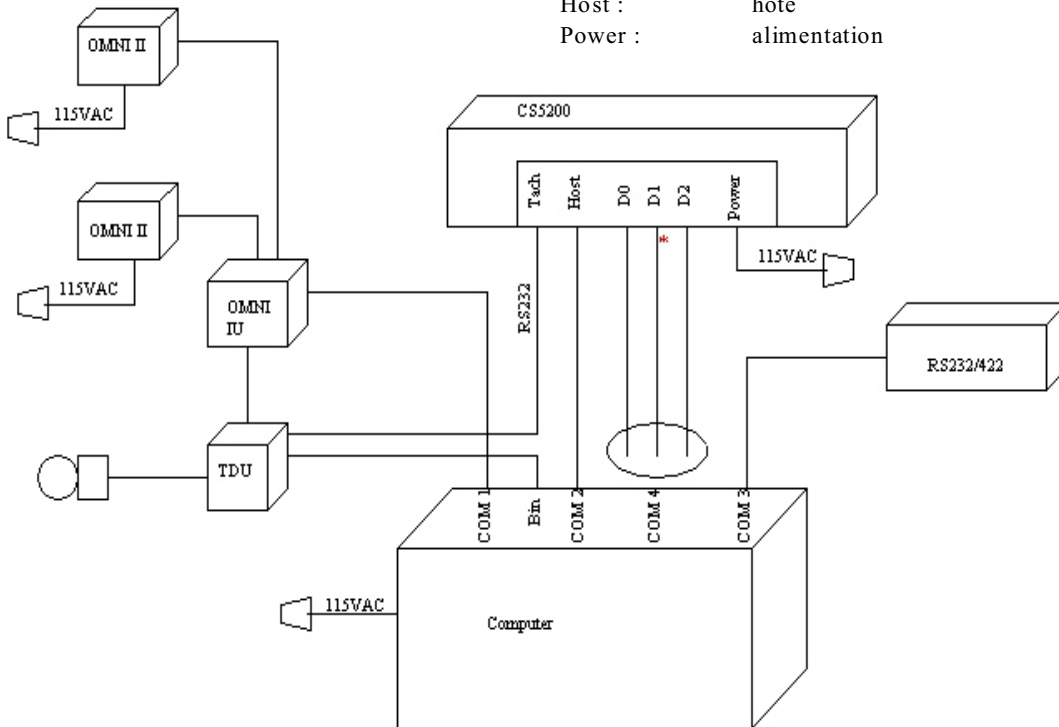 Host : hote
Power : alimentation
OMNI II
115VAC
CS5200
Tach
Host
D0
D1
D2
Power
*
OMNI II
115VAC
115VAC
OMNI
IU
RS232
RS232/422
TDU
COM 1
Bin
COM 2
COM 4
COM 3
115VAC
Computer